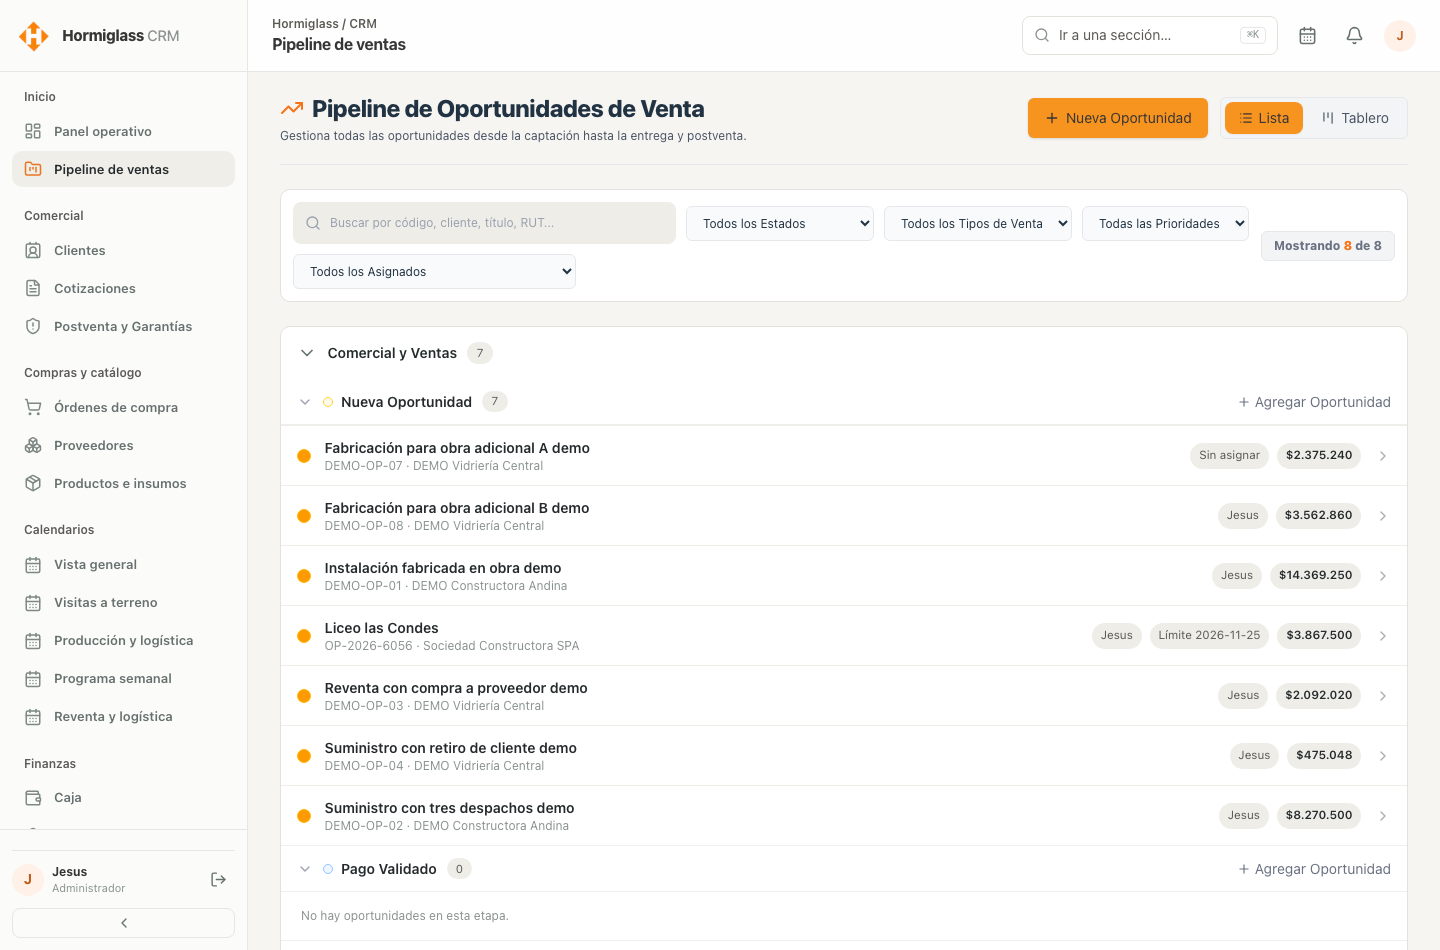 Hormiglass CRM
Inicio
Panel operativo
Pipeline de ventas
Comercial
Clientes
Cotizaciones
Postventa y Garantías
Compras y catálogo
Órdenes de compra
Proveedores
Productos e insumos
Calendarios
Vista general
Visitas a terreno
Producción y logística
Programa semanal
Reventa y logística
Finanzas
Caja
J
Jesus
Administrador
Hormiglass / CRM
Pipeline de ventas
Ir a una sección...
⌘K
J
Pipeline de Oportunidades de Venta
Gestiona todas las oportunidades desde la captación hasta la entrega y postventa.
+ Nueva Oportunidad
Lista
Tablero
Buscar por código, cliente, título, RUT...
Todos los Estados
Todos los Tipos de Venta
Todas las Prioridades
Mostrando 8 de 8
Todos los Asignados
Comercial y Ventas 7
Nueva Oportunidad 7
+ Agregar Oportunidad
Fabricación para obra adicional A demo
DEMO-OP-07 · DEMO Vidriería Central
Sin asignar $2.375.240
Fabricación para obra adicional B demo
DEMO-OP-08 · DEMO Vidriería Central
Jesus $3.562.860
Instalación fabricada en obra demo
DEMO-OP-01 · DEMO Constructora Andina
Jesus $14.369.250
Liceo las Condes
OP-2026-6056 · Sociedad Constructora SPA
Jesus Límite 2026-11-25 $3.867.500
Reventa con compra a proveedor demo
DEMO-OP-03 · DEMO Vidriería Central
Jesus $2.092.020
Suministro con retiro de cliente demo
DEMO-OP-04 · DEMO Vidriería Central
Jesus $475.048
Suministro con tres despachos demo
DEMO-OP-02 · DEMO Constructora Andina
Jesus $8.270.500
Pago Validado 0
+ Agregar Oportunidad
No hay oportunidades en esta etapa.